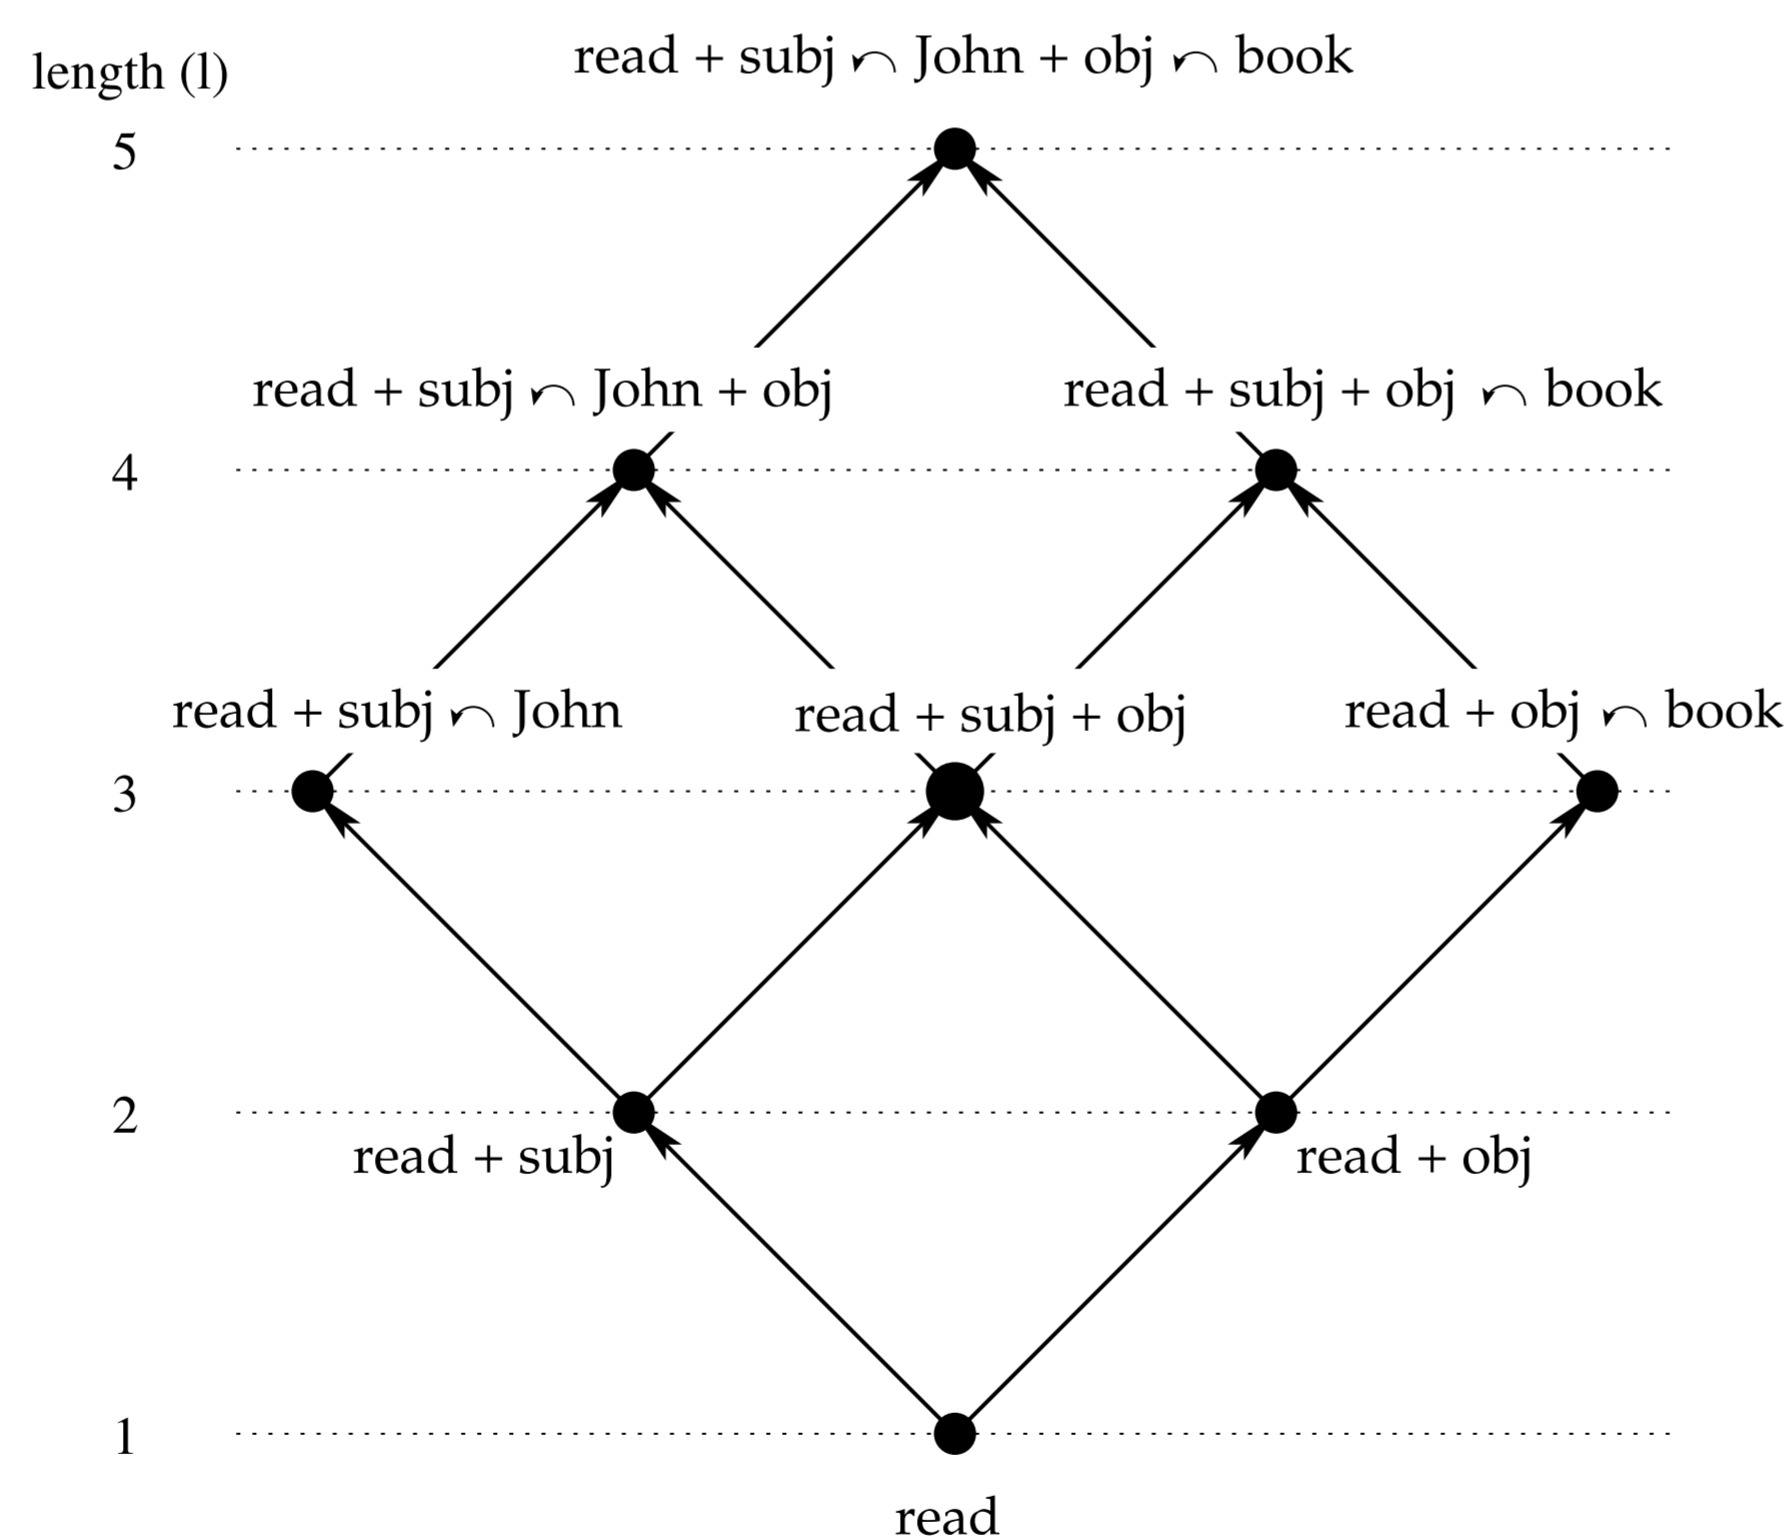 read + subj ↶ John + obj ↶ book
length (l)
5
read + subj ↶ John + obj
read + subj + obj ↶ book
4
read + subj ↶ John
read + subj + obj
read + obj ↶ book
3
2
read + subj
read + obj
1
read